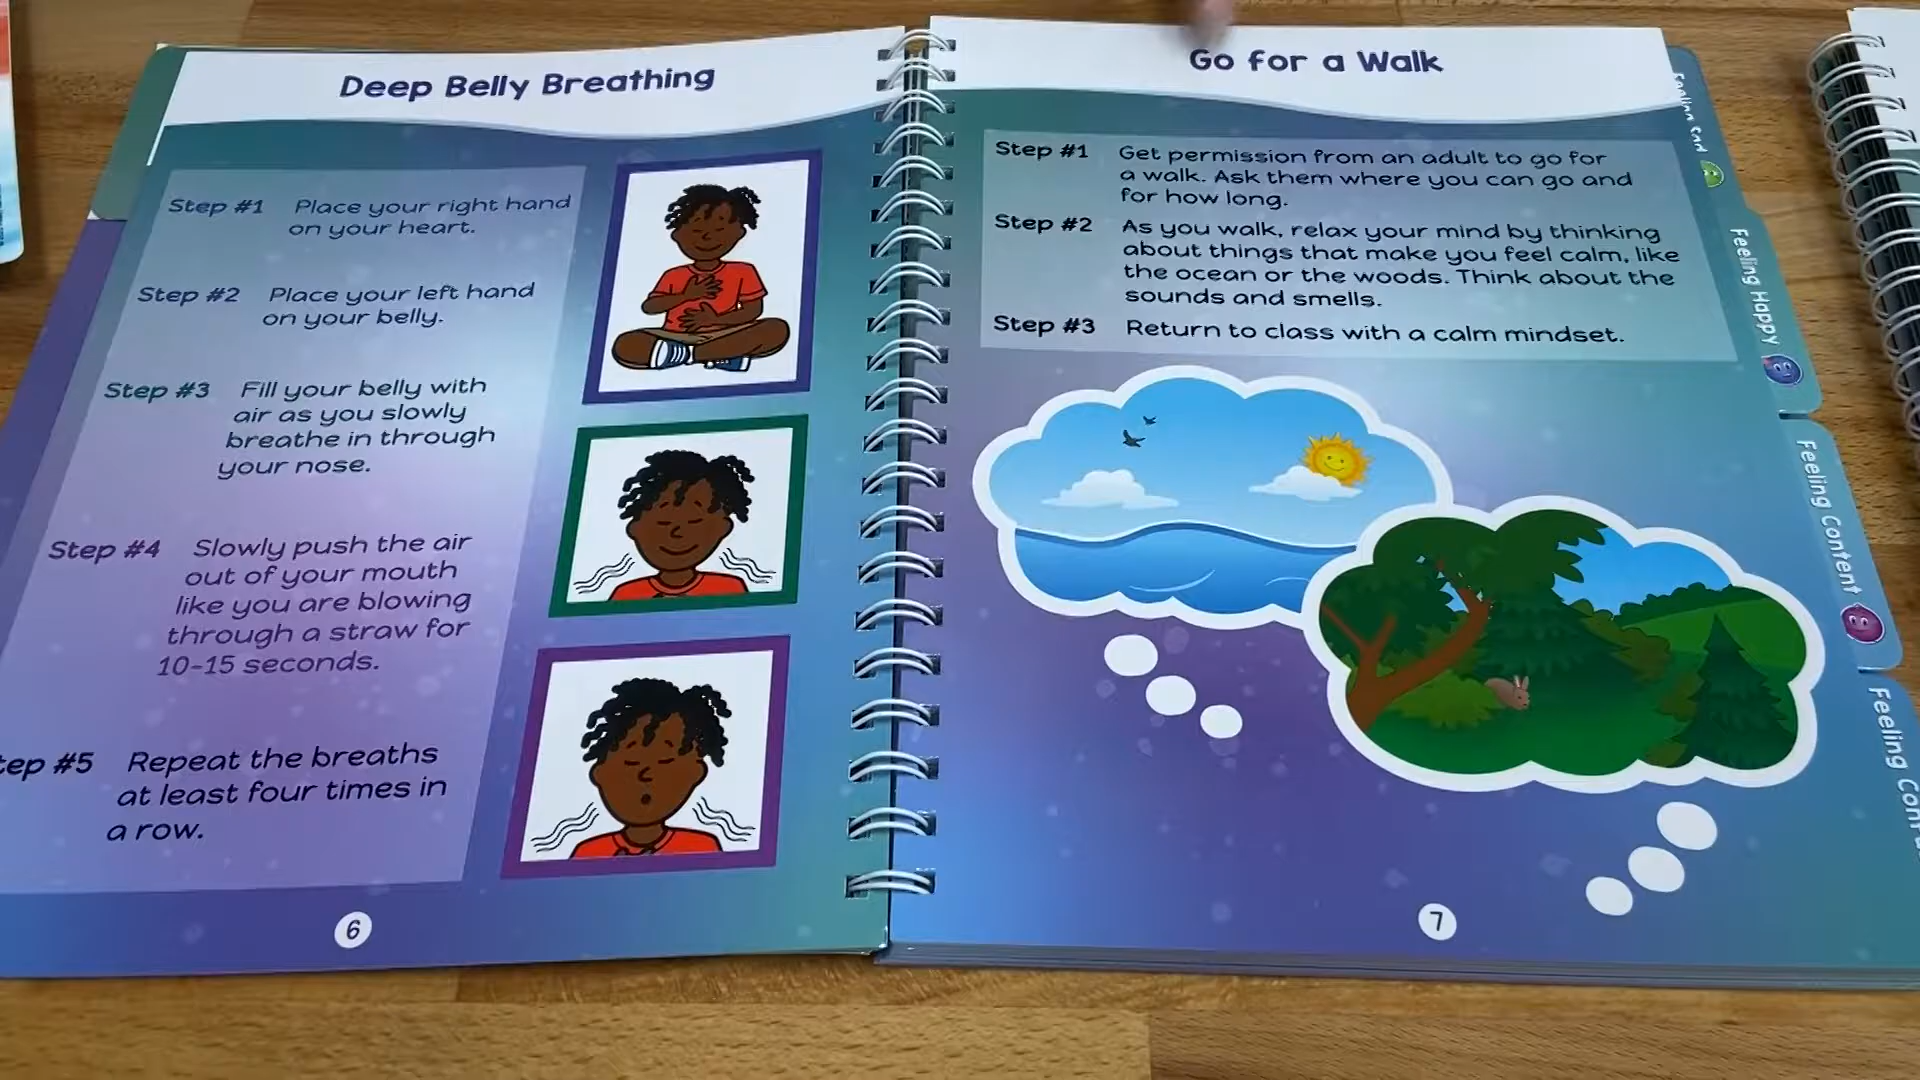 Deep Belly Breathing
Step #1 Place your right hand
on your heart.
Step #2 Place your left hand
on your belly.
Step #3 Fill your belly with
air as you slowly
breathe in through
your nose.
Step #4 Slowly push the air
out of your mouth
like you are blowing
through a straw for
10-15 seconds.
tep #5 Repeat the breaths
at least four times in
a row.
6
Go for a Walk
Step #1 Get permission from an adult to go for
a walk. Ask them where you can go and
for how long.
Step #2 As you walk, relax your mind by thinking
about things that make you feel calm, like
the ocean or the woods. Think about the
sounds and smells.
Step #3 Return to class with a calm mindset.
7
Feeling Sad
Feeling Happy
Feeling Content
Feeling